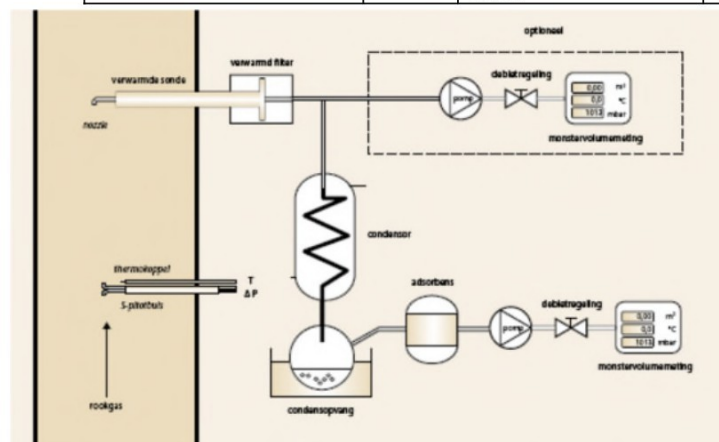 optioneel
verwarmd filter
verwarmde sonde
nozzle
debietregeling
pomp
0,00 m³
0,0 °C
1013 mbar
monstervolumemeting
condensor
thermokoppel
T
ΔP
S-pitotbuis
adsorbens
debietregeling
pomp
0,00 m³
0,0 °C
1013 mbar
monstervolumemeting
condensopvang
rookgas